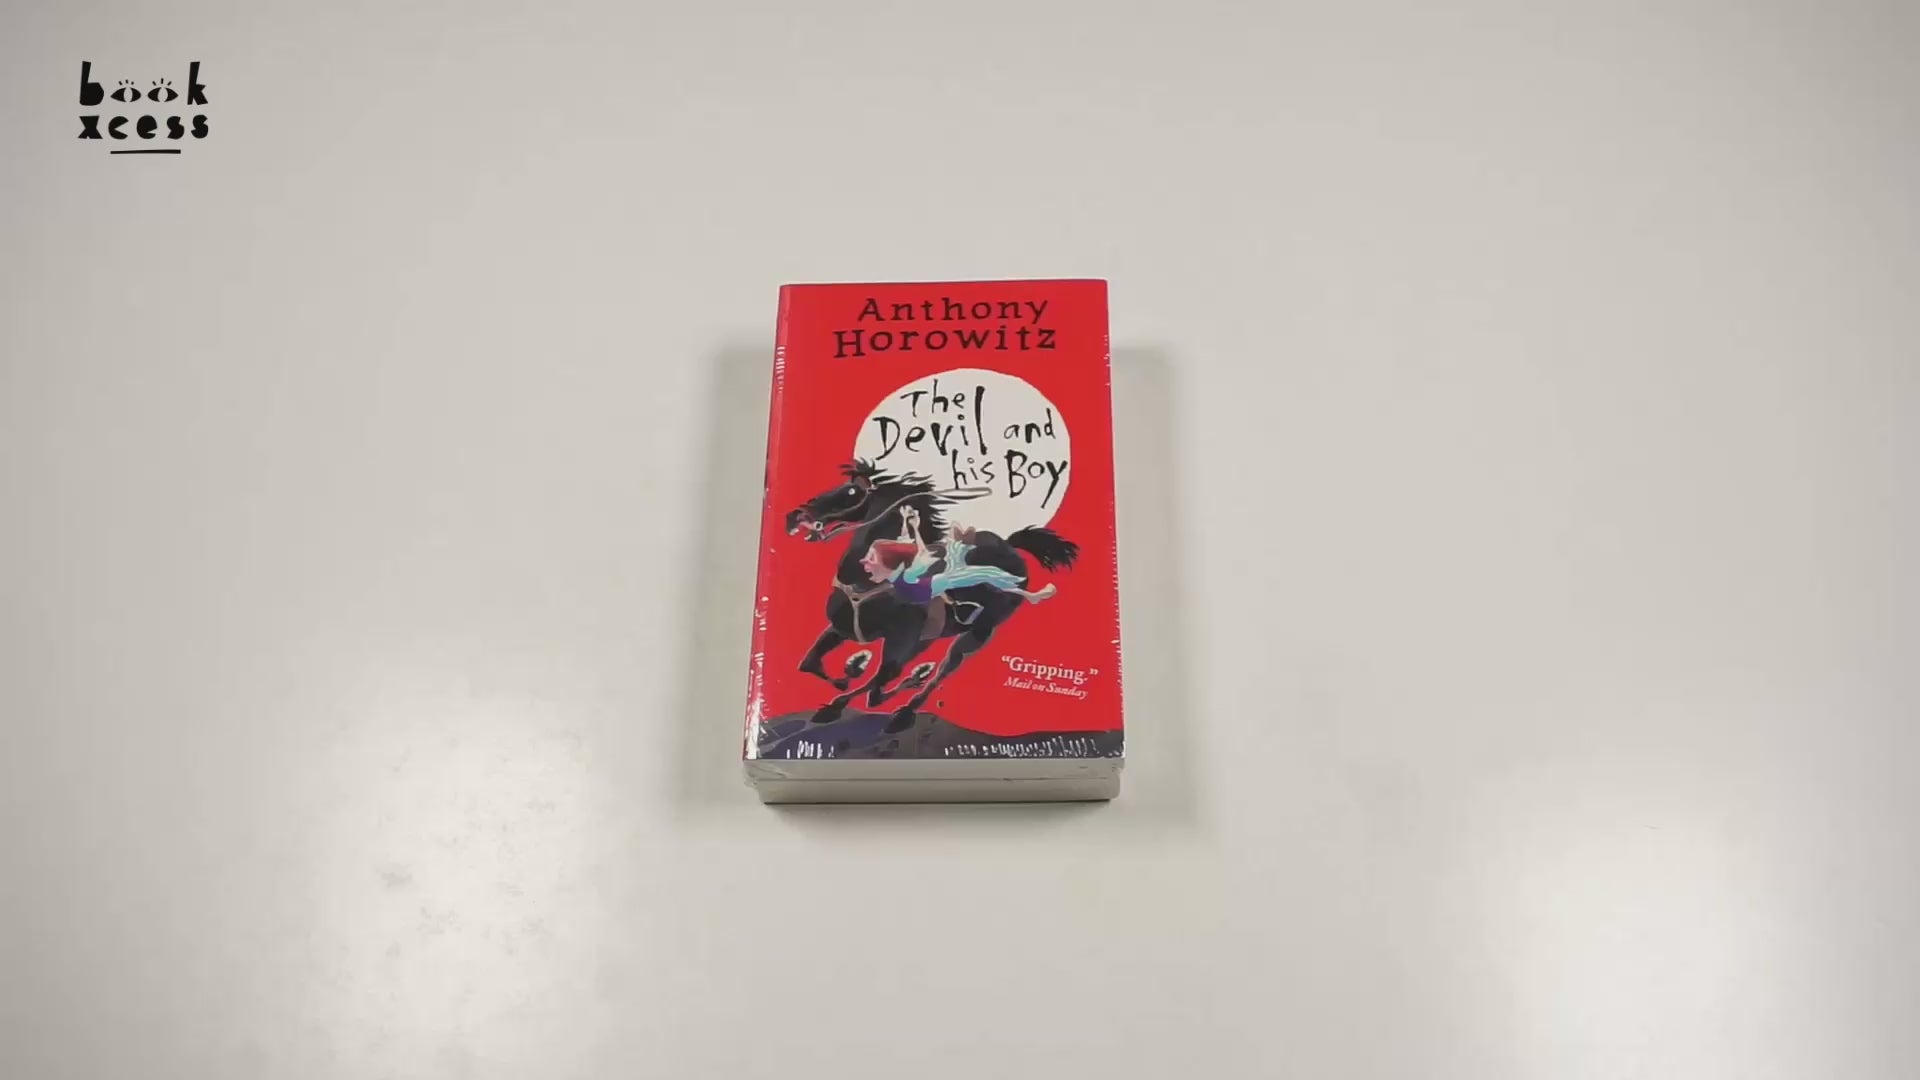 book
xcess
Anthony
Horowitz
The
Devil and
his Boy
“Gripping.”
Mail on Sunday